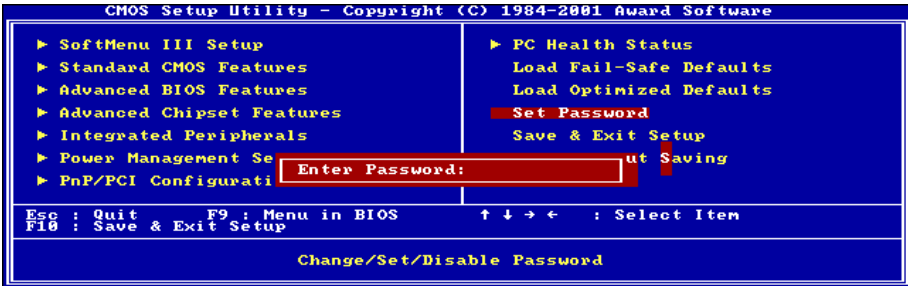 CMOS Setup Utility - Copyright (C) 1984-2001 Award Software
► SoftMenu III Setup
► Standard CMOS Features
► Advanced BIOS Features
► Advanced Chipset Features
► Integrated Peripherals
► Power Management Se
► PnP/PCI Configurati
► PC Health Status
Load Fail-Safe Defaults
Load Optimized Defaults
Set Password
Save & Exit Setup
ut Saving
Enter Password:
Esc : Quit F9 : Menu in BIOS ↑ ↓ → ← : Select Item
F10 : Save & Exit Setup
Change/Set/Disable Password